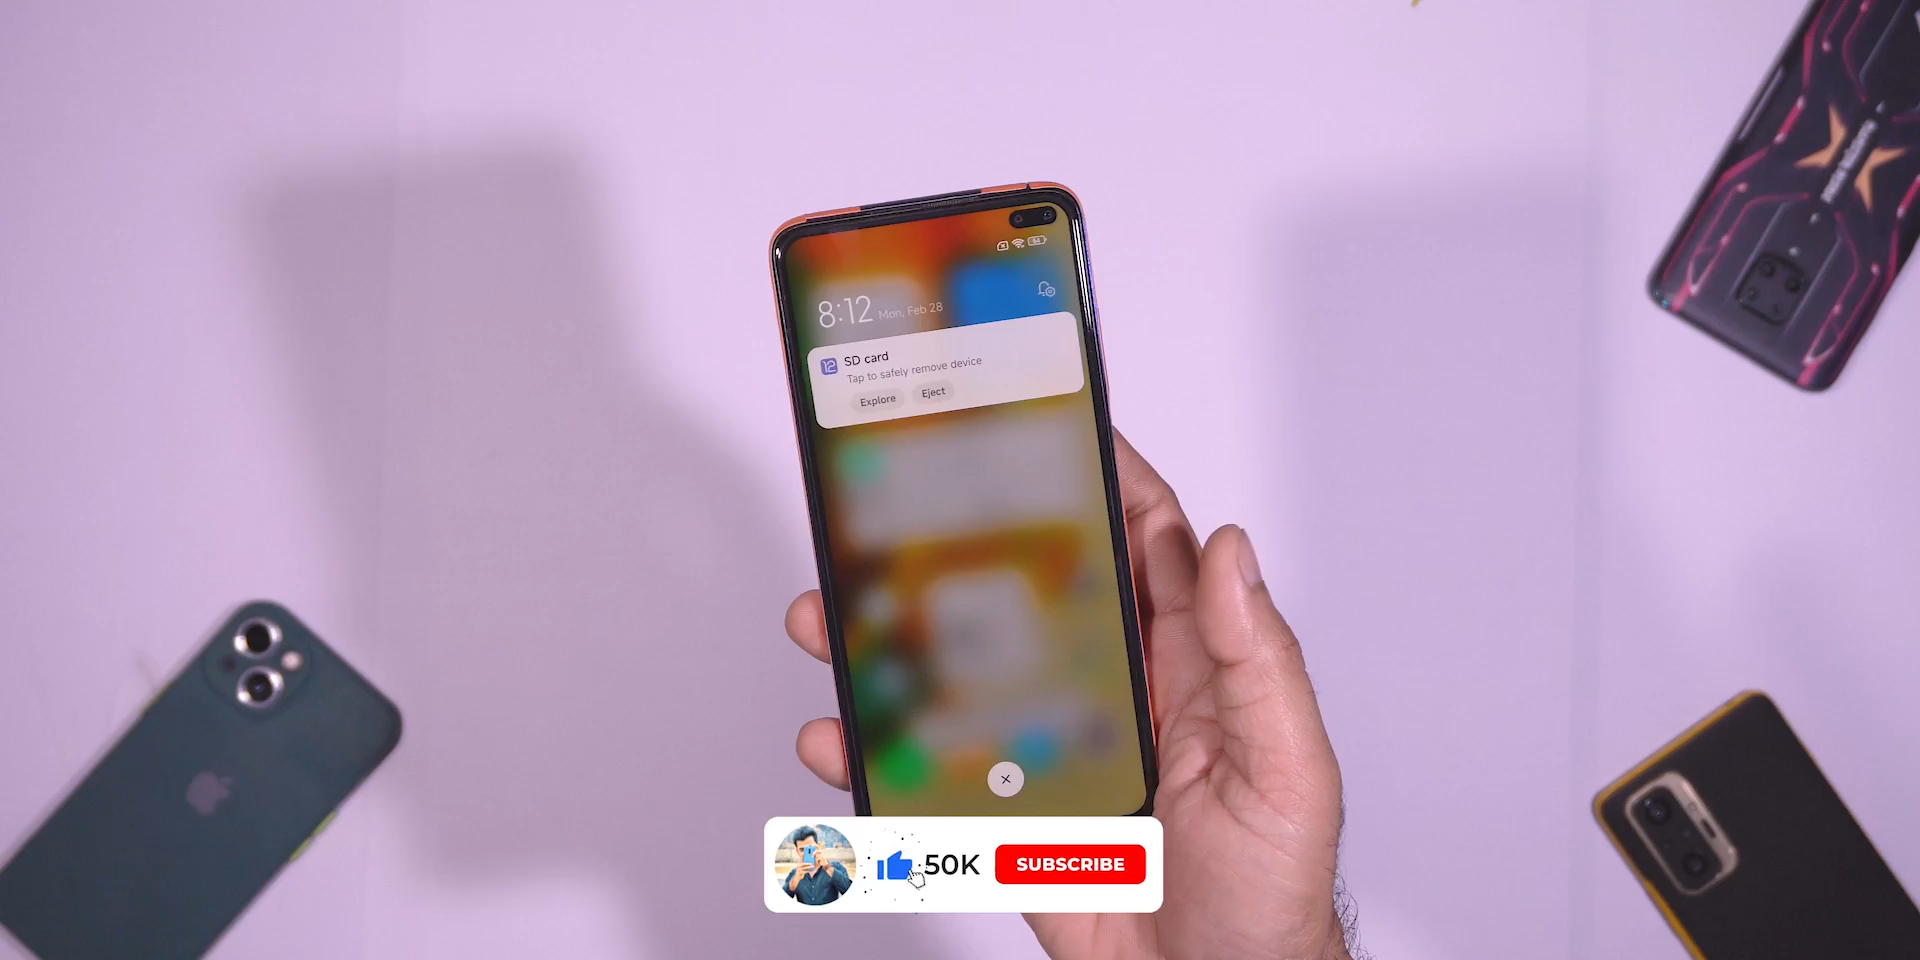 8:12 Mon, Feb 28
SD card
Tap to safely remove device
Explore Eject
50K SUBSCRIBE